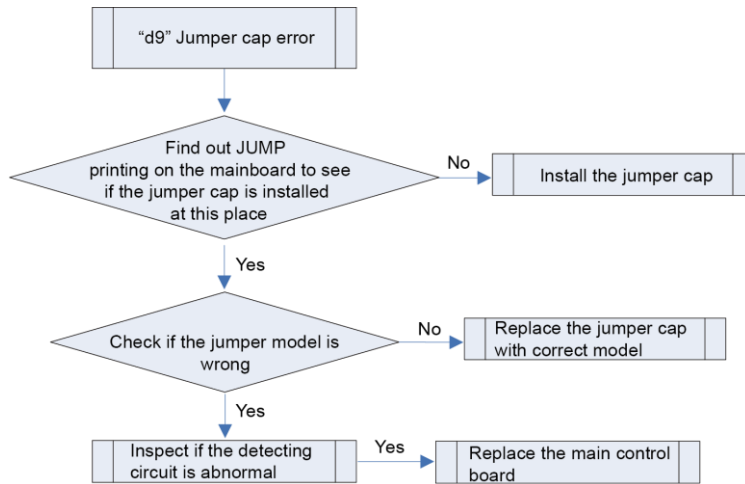 “d9” Jumper cap error
Find out JUMP
printing on the mainboard to see
if the jumper cap is installed
at this place
No
Install the jumper cap
Yes
Check if the jumper model is
wrong
No
Replace the jumper cap
with correct model
Yes
Inspect if the detecting
circuit is abnormal
Yes
Replace the main control
board